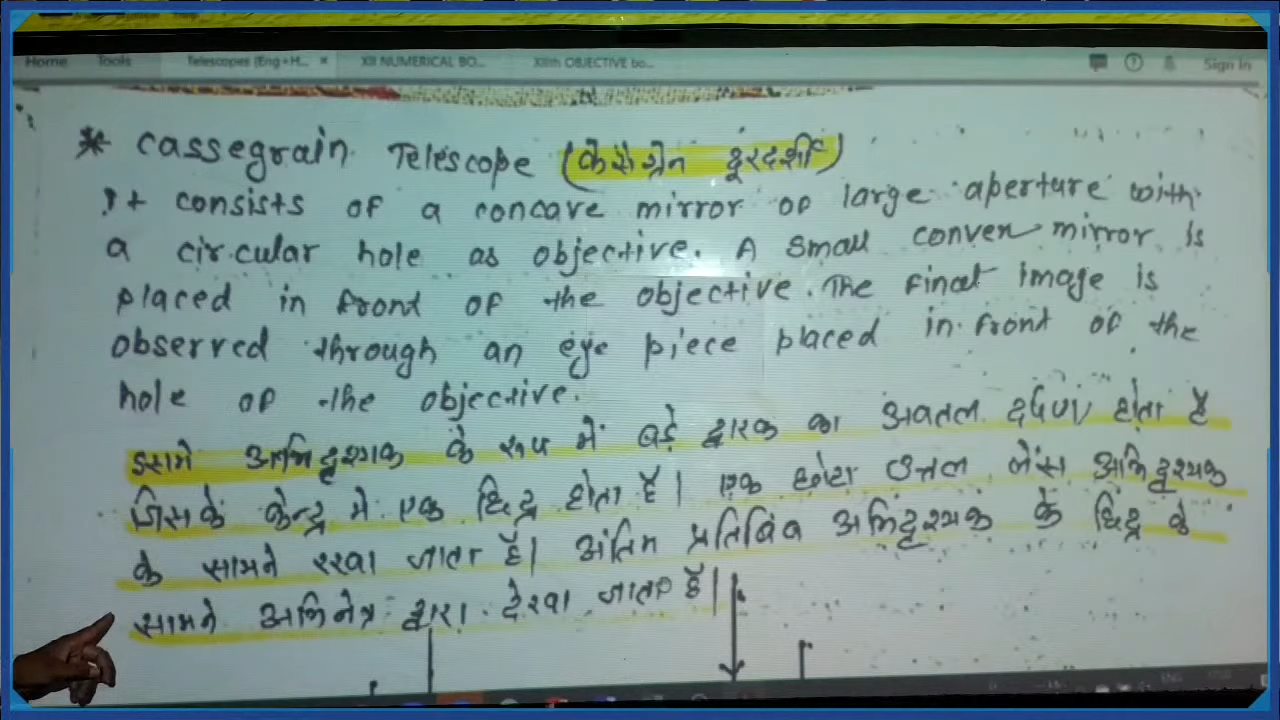 Home Tools Telescopes (Eng+H... × XII NUMERICAL BO... XIIth OBJECTIVE bo... Sign In
* Cassegrain Telescope (केसेग्रेन दूरदर्शी)
It consists of a concave mirror of large aperture with
a circular hole as objective. A small convex mirror is
placed in front of the objective. The final image is
observed through an eye piece placed in front of the
hole of the objective.
इसमे अभिदृश्यक के रूप में बड़े द्वारक का अवतल दर्पण होता है
जिसके केन्द्र मे एक छिद्र होता है। एक छोटा उत्तल लेंस अभिदृश्यक
के सामने रखा जाता है। अंतिम प्रतिबिंब अभिदृश्यक के छिद्र के
सामने अभिनेत्र द्वारा देखा जाता है।